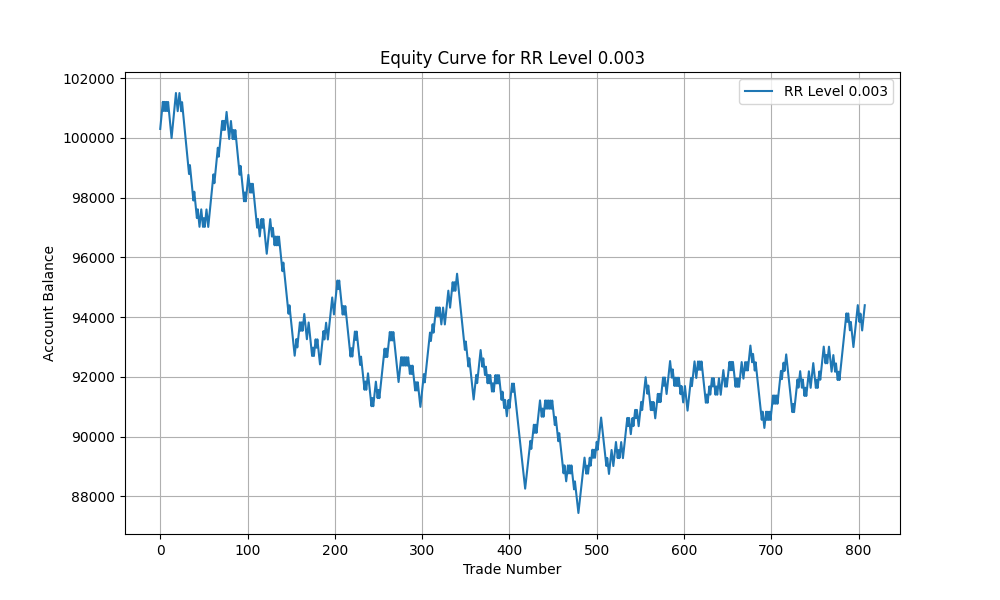 Equity Curve for RR Level 0.003
RR Level 0.003
Account Balance
102000
100000
98000
96000
94000
92000
90000
88000
0 100 200 300 400 500 600 700 800
Trade Number